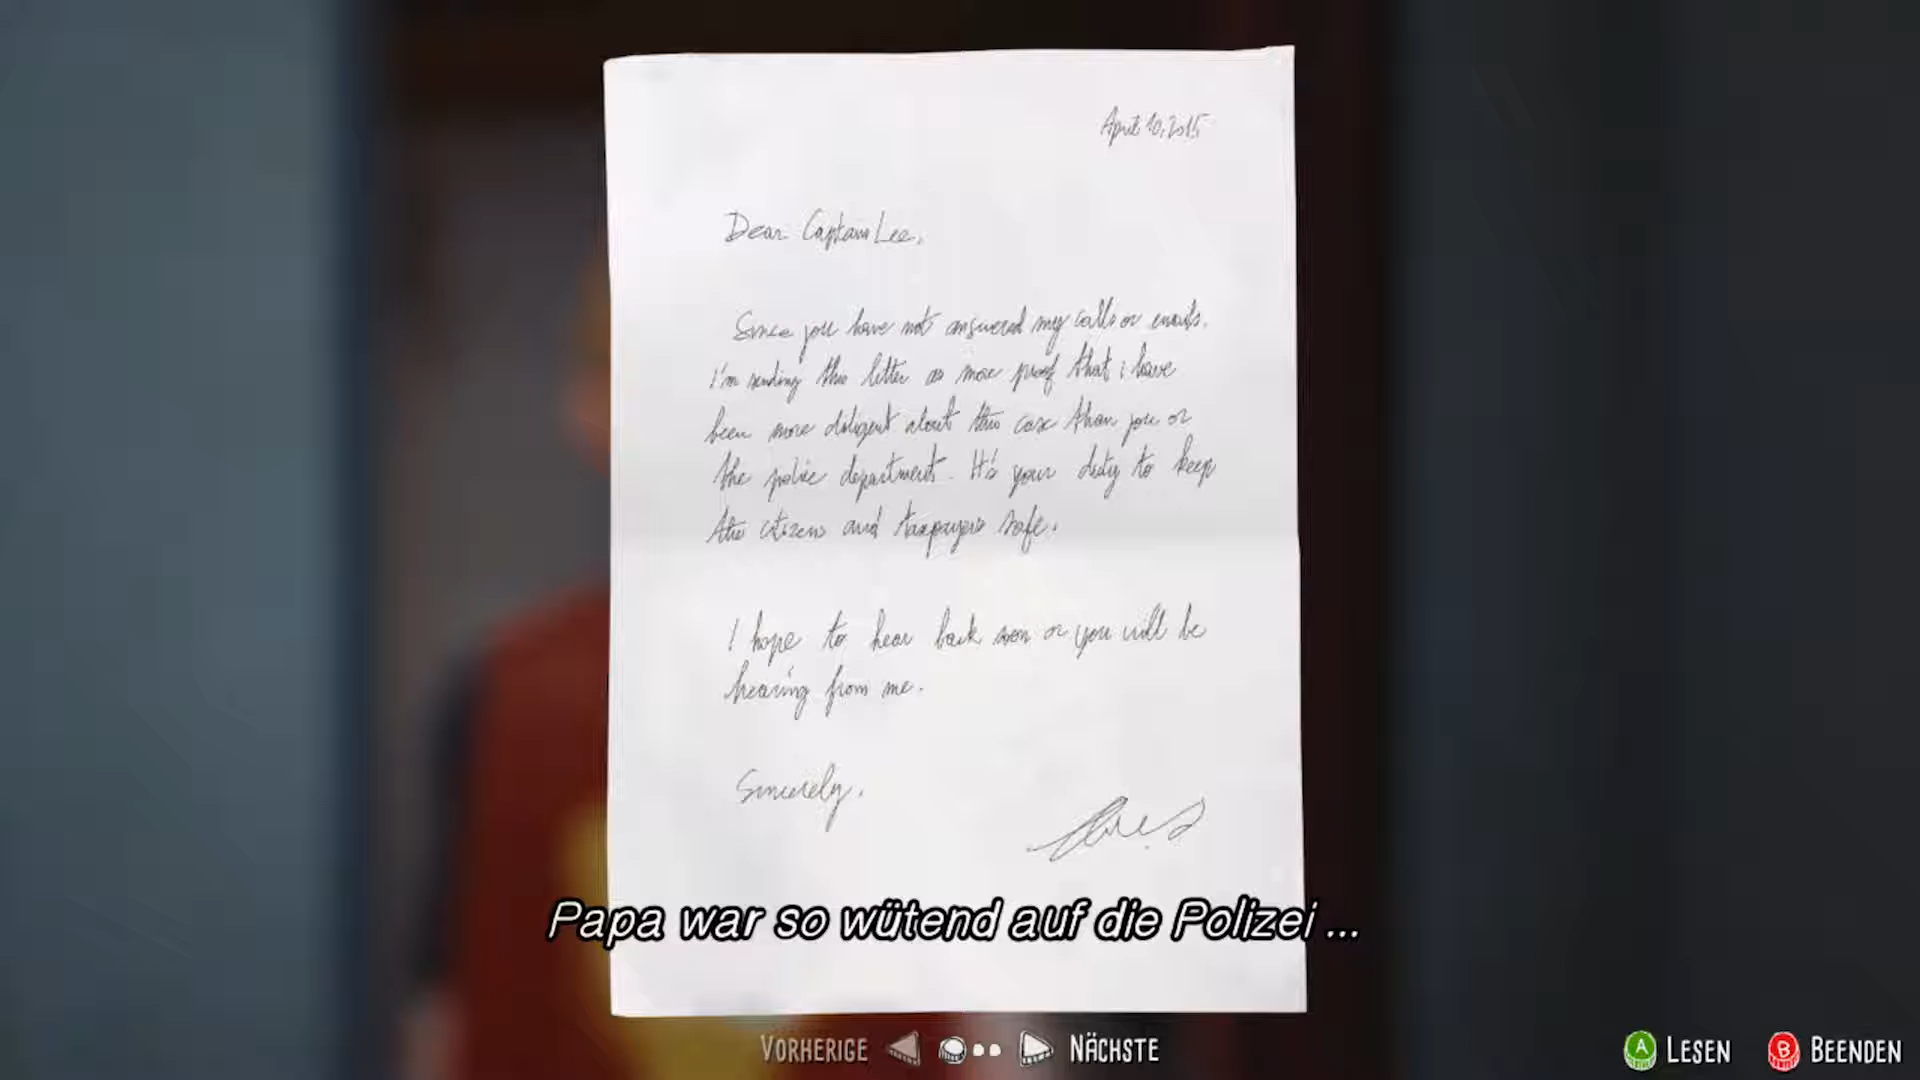 April 10, 2015
Dear Captain Lee,
Since you have not answered my calls or emails.
I'm sending this letter as more proof that i have
been more diligent about this case than you or
the police department. It's your duty to keep
the citizens and taxpayers safe.
I hope to hear back soon or you will be
hearing from me.
Sincerely,
Papa war so wütend auf die Polizei ...
VORHERIGE NÄCHSTE
A LESEN B BEENDEN